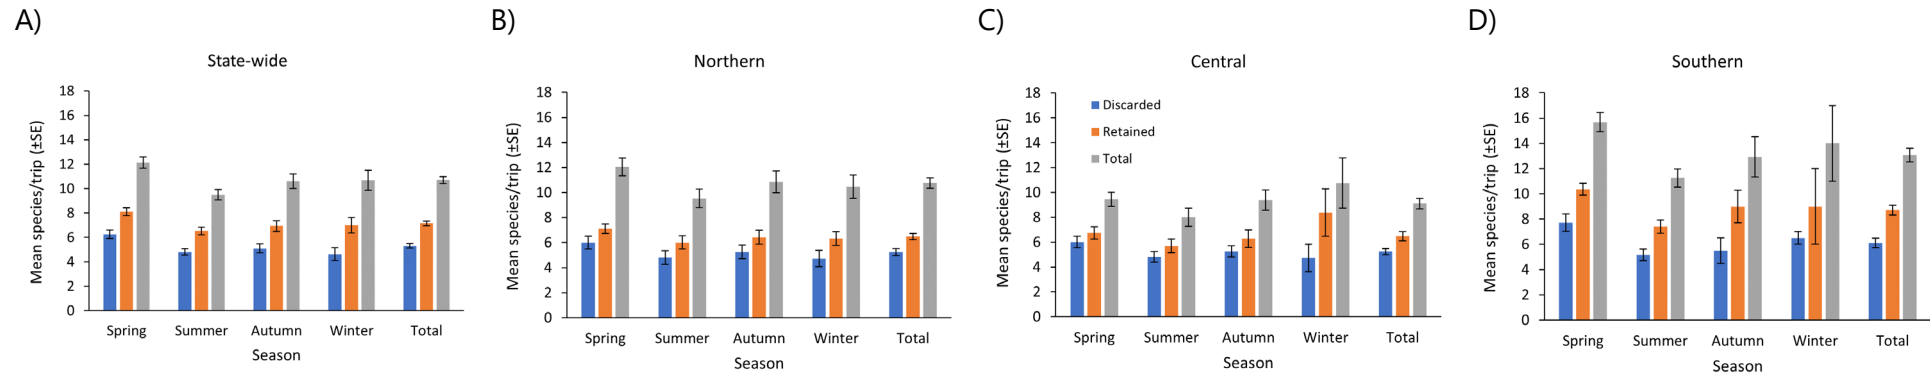 A)
State-wide
Mean species/trip (±SE)
18
16
14
12
10
8
6
4
2
0
Spring Summer Autumn Winter Total
Season
B)
Northern
Mean species/trip (±SE)
18
16
14
12
10
8
6
4
2
0
Spring Summer Autumn Winter Total
Season
C)
Central
Mean species/trip (±SE)
18
16
14
12
10
8
6
4
2
0
Discarded
Retained
Total
Spring Summer Autumn Winter Total
Season
D)
Southern
Mean species/trip (±SE)
18
16
14
12
10
8
6
4
2
0
Spring Summer Autumn Winter Total
Season